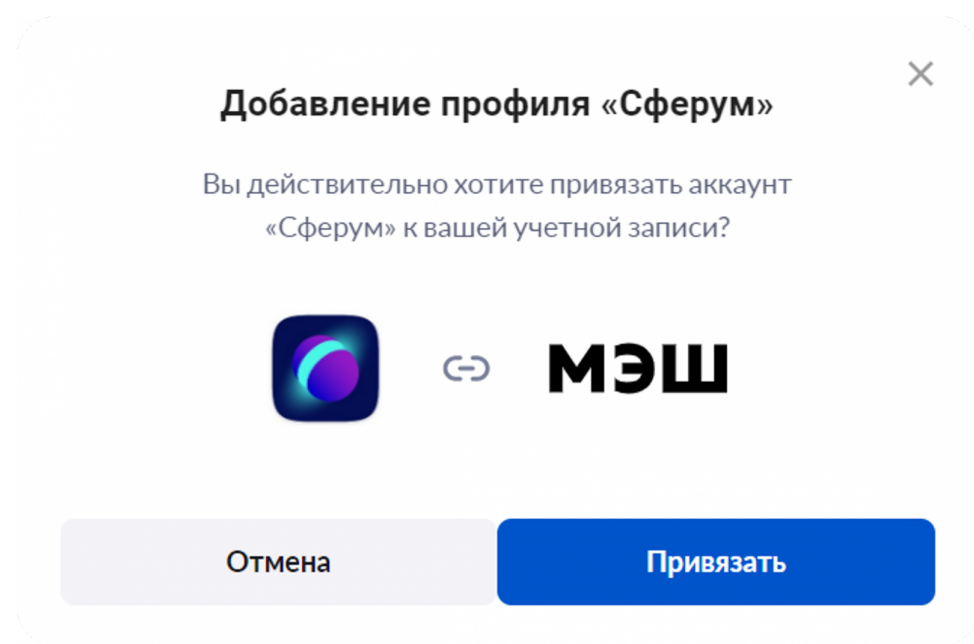 Добавление профиля «Сферум»
Вы действительно хотите привязать аккаунт
«Сферум» к вашей учетной записи?
МЭШ
Отмена
Привязать